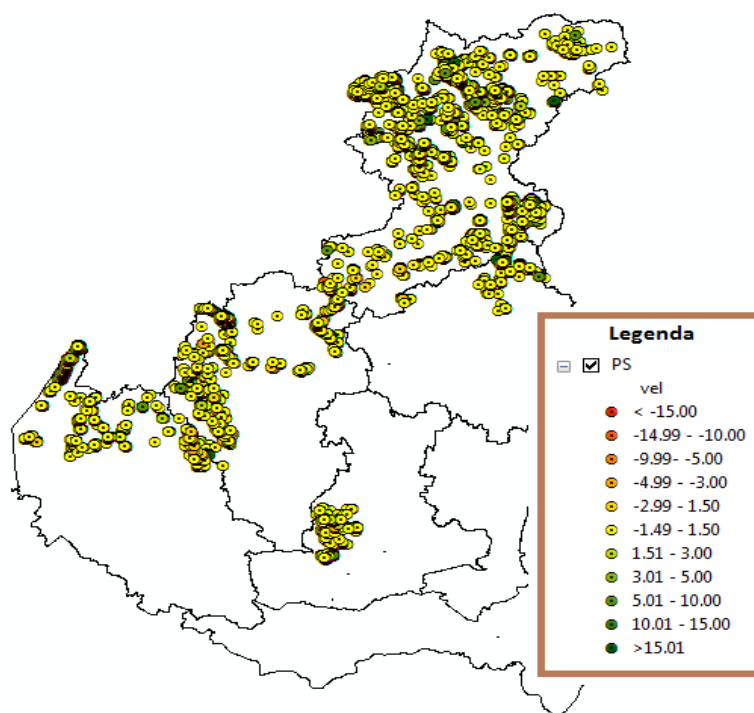 Legenda
PS
vel
< -15.00
-14.99 - -10.00
-9.99- -5.00
-4.99 - -3.00
-2.99 - 1.50
-1.49 - 1.50
1.51 - 3.00
3.01 - 5.00
5.01 - 10.00
10.01 - 15.00
>15.01